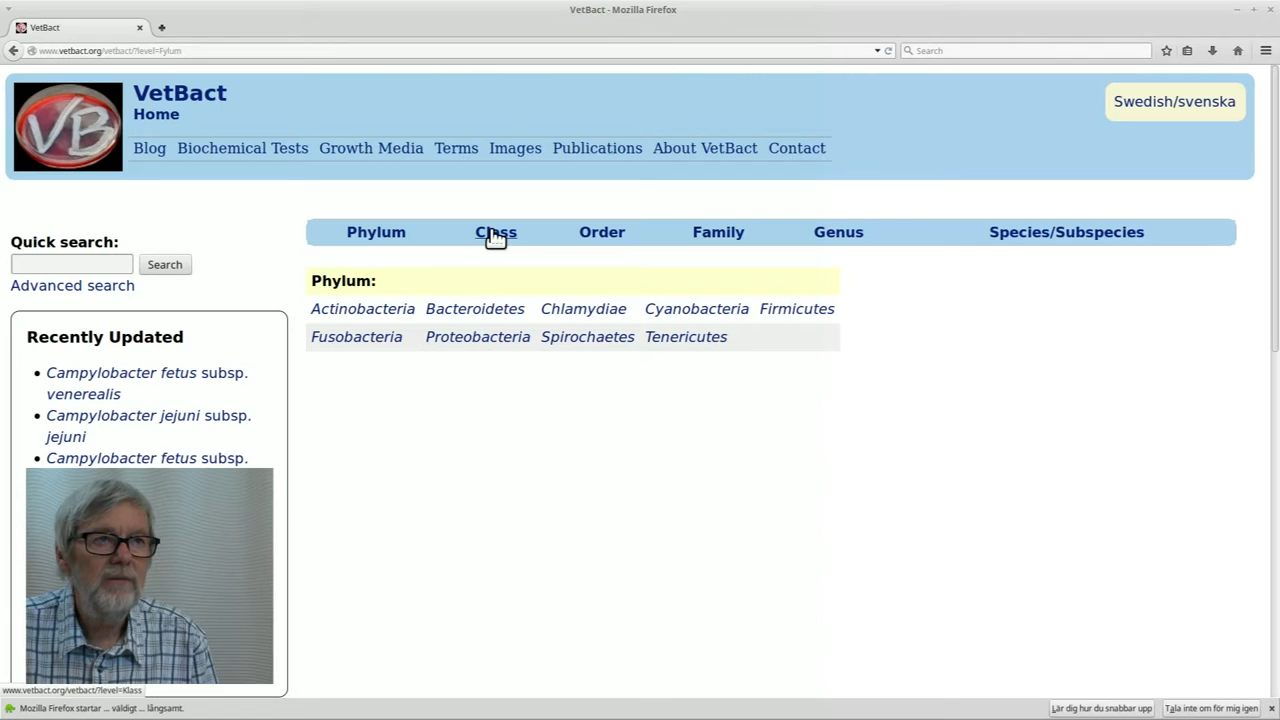 VetBact - Mozilla Firefox
VetBact
www.vetbact.org/vetbact/?level=Fylum
Search
VB
VetBact
Home
Swedish/svenska
Blog Biochemical Tests Growth Media Terms Images Publications About VetBact Contact
Phylum Class Order Family Genus Species/Subspecies
Quick search:
Search
Advanced search
Phylum:
Actinobacteria Bacteroidetes Chlamydiae Cyanobacteria Firmicutes
Fusobacteria Proteobacteria Spirochaetes Tenericutes
Recently Updated
Campylobacter fetus subsp.
venerealis
Campylobacter jejuni subsp.
jejuni
Campylobacter fetus subsp.
www.vetbact.org/vetbact/?level=Klass
Mozilla Firefox startar ... väldigt ... långsamt.
Lär dig hur du snabbar upp
Tala inte om för mig igen